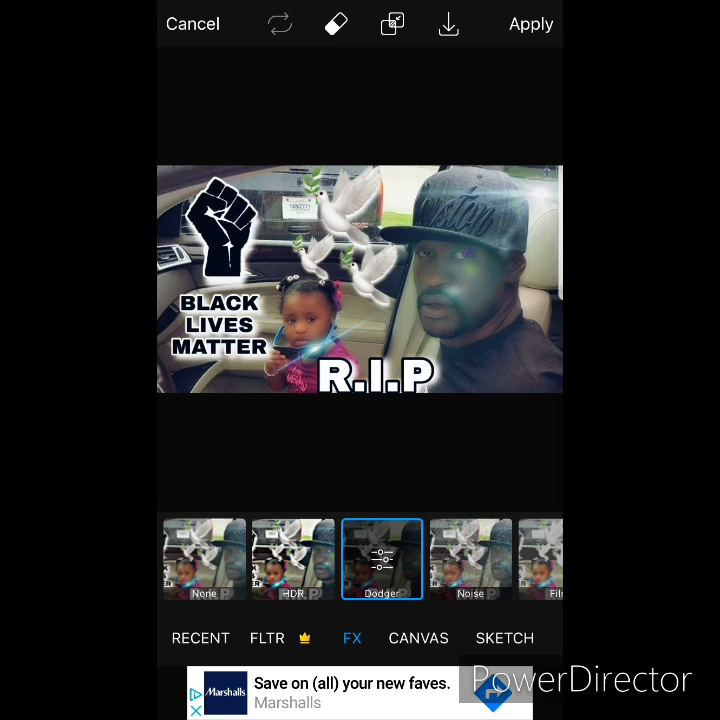 Cancel
Apply
BLACK
LIVES
MATTER
R.I.P
None
HDR
Dodger
Noise
RECENT
FLTR
FX
CANVAS
SKETCH
Marshalls
Save on (all) your new faves.
Marshalls
PowerDirector